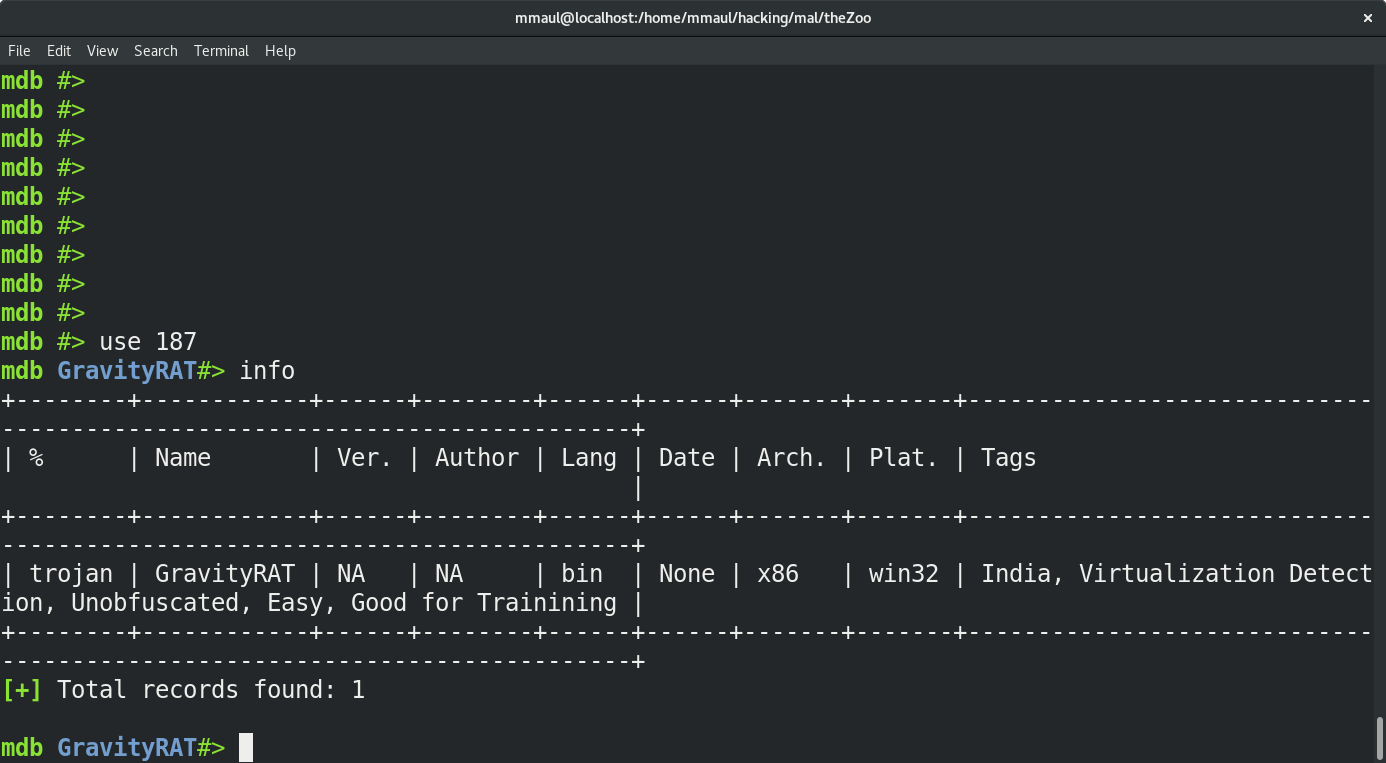 mmaul@localhost:/home/mmaul/hacking/mal/theZoo ×
File Edit View Search Terminal Help
mdb #>
mdb #>
mdb #>
mdb #>
mdb #>
mdb #>
mdb #>
mdb #>
mdb #>
mdb #> use 187
mdb GravityRAT#> info
+--------+------------+------+--------+------+------+-------+-------+-----------------------------
---------------------------------------------+
| %      | Name       | Ver. | Author | Lang | Date | Arch. | Plat. | Tags
                                             |
+--------+------------+------+--------+------+------+-------+-------+-----------------------------
---------------------------------------------+
| trojan | GravityRAT | NA   | NA     | bin  | None | x86   | win32 | India, Virtualization Detect
ion, Unobfuscated, Easy, Good for Trainining |
+--------+------------+------+--------+------+------+-------+-------+-----------------------------
---------------------------------------------+
[+] Total records found: 1
mdb GravityRAT#>